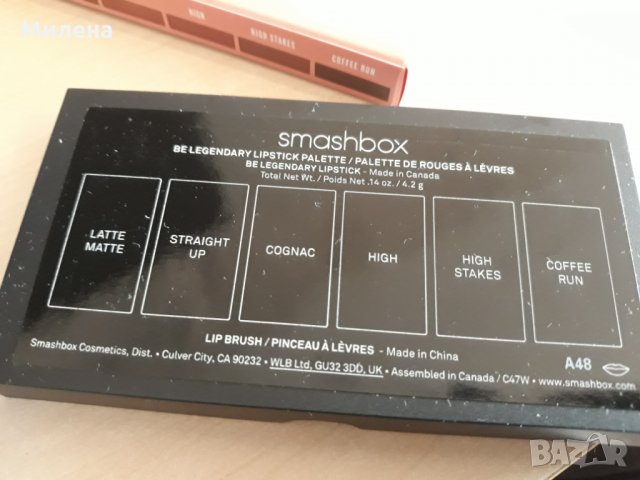 Милена
HIGH
HIGH STAKES
COFFEE RUN
smashbox
BE LEGENDARY LIPSTICK PALETTE / PALETTE DE ROUGES À LÈVRES
BE LEGENDARY LIPSTICK - Made in Canada
Total Net Wt. / Poids Net .14 oz. / 4.2 g
LATTE
MATTE
STRAIGHT
UP
COGNAC
HIGH
HIGH
STAKES
COFFEE
RUN
LIP BRUSH / PINCEAU À LÈVRES - Made in China
Smashbox Cosmetics, Dist. • Culver City, CA 90232 • WLB Ltd, GU32 3DD, UK • Assembled in Canada / C47W • www.smashbox.com
A48
BAZAR